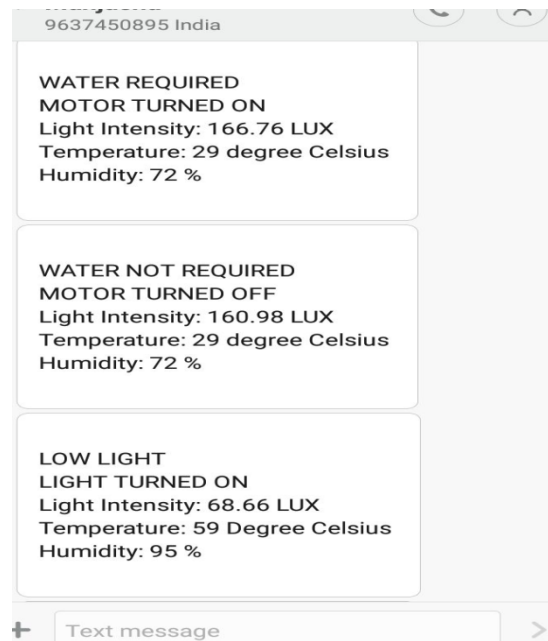 9637450895 India
WATER REQUIRED
MOTOR TURNED ON
Light Intensity: 166.76 LUX
Temperature: 29 degree Celsius
Humidity: 72 %
WATER NOT REQUIRED
MOTOR TURNED OFF
Light Intensity: 160.98 LUX
Temperature: 29 degree Celsius
Humidity: 72 %
LOW LIGHT
LIGHT TURNED ON
Light Intensity: 68.66 LUX
Temperature: 59 Degree Celsius
Humidity: 95 %
Text message